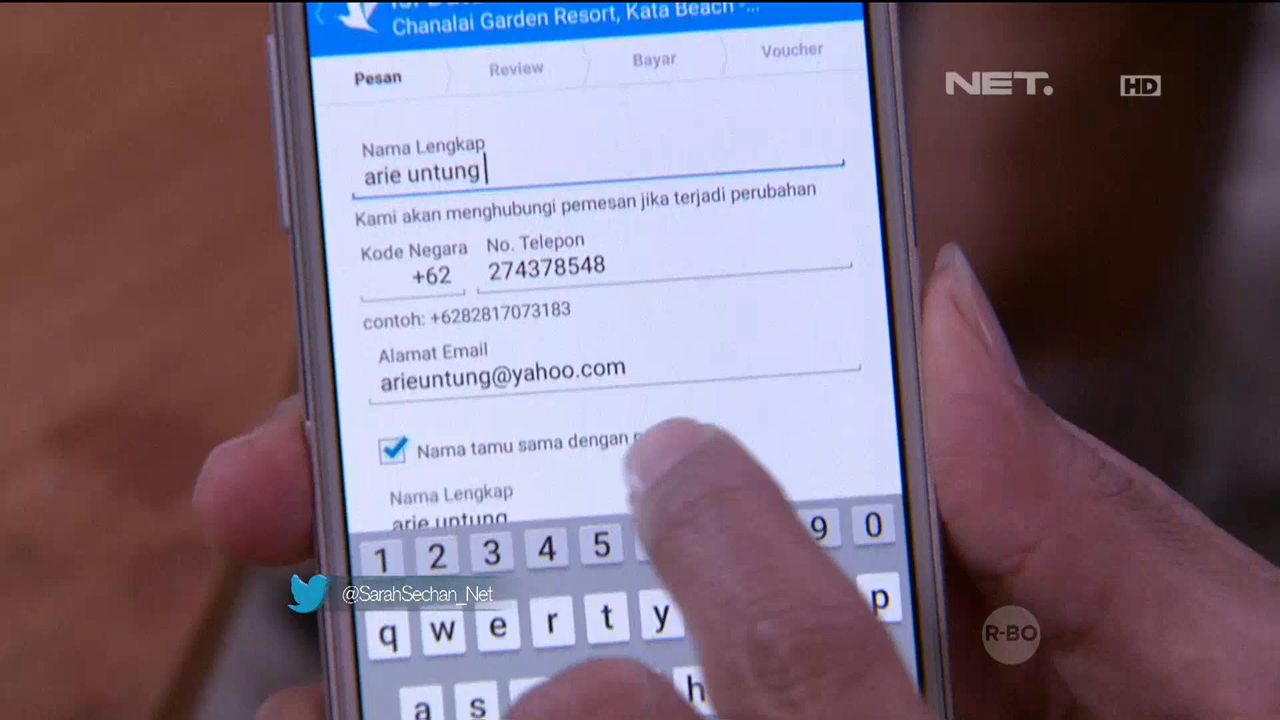 Chanalai Garden Resort, Kata Beach -...
Pesan Review Bayar Voucher
NET. HD
Nama Lengkap
arie untung
Kami akan menghubungi pemesan jika terjadi perubahan
Kode Negara No. Telepon
+62 274378548
contoh: +6282817073183
Alamat Email
arieuntung@yahoo.com
Nama tamu sama dengan
Nama Lengkap
arie untung
1 2 3 4 5 9 0
@SarahSechan_Net
q w e r t y p
R-BO
a s h